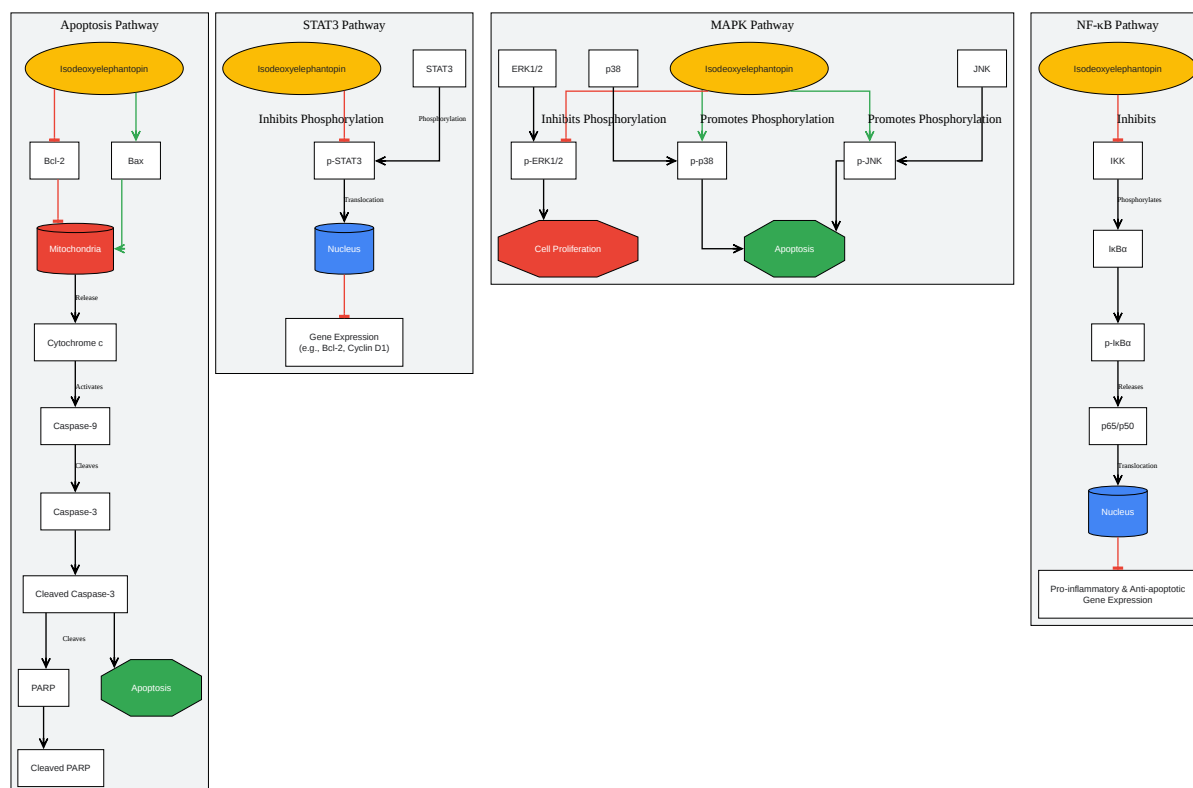 Apoptosis Pathway
Isodeoxyelephantopin
Bcl-2
Bax
Mitochondria
Release
Cytochrome c
Activates
Caspase-9
Cleaves
Caspase-3
Cleaved Caspase-3
Cleaves
PARP
Apoptosis
Cleaved PARP
STAT3 Pathway
Isodeoxyelephantopin
STAT3
Inhibits Phosphorylation
Phosphorylation
p-STAT3
Translocation
Nucleus
Gene Expression
(e.g., Bcl-2, Cyclin D1)
MAPK Pathway
ERK1/2
p38
Isodeoxyelephantopin
JNK
Inhibits Phosphorylation
Promotes Phosphorylation
Promotes Phosphorylation
p-ERK1/2
p-p38
p-JNK
Cell Proliferation
Apoptosis
NF-κB Pathway
Isodeoxyelephantopin
Inhibits
IKK
Phosphorylates
IκBα
p-IκBα
Releases
p65/p50
Translocation
Nucleus
Pro-inflammatory & Anti-apoptotic
Gene Expression